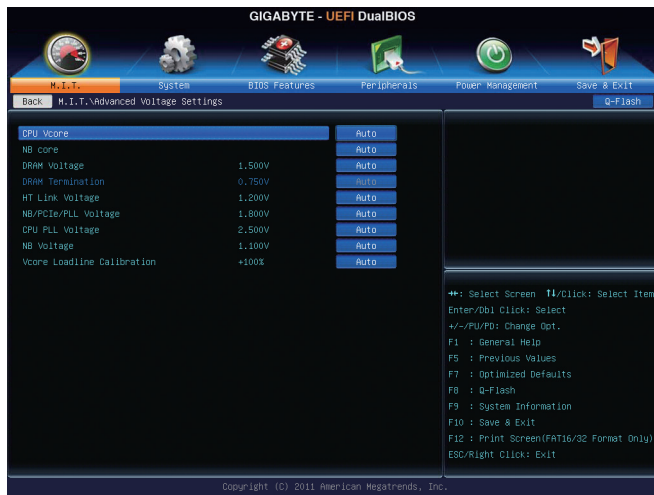 GIGABYTE - UEFI DualBIOS
M.I.T. System BIOS Features Peripherals Power Management Save & Exit
Back M.I.T.\Advanced Voltage Settings Q-Flash
CPU Vcore Auto
NB core Auto
DRAM Voltage 1.500V Auto
DRAM Termination 0.750V Auto
HT Link Voltage 1.200V Auto
NB/PCIe/PLL Voltage 1.800V Auto
CPU PLL Voltage 2.500V Auto
NB Voltage 1.100V Auto
Vcore Loadline Calibration +100% Auto
→←: Select Screen ↑↓/Click: Select Item
Enter/Dbl Click: Select
+/-/PU/PD: Change Opt.
F1 : General Help
F5 : Previous Values
F7 : Optimized Defaults
F8 : Q-Flash
F9 : System Information
F10 : Save & Exit
F12 : Print Screen(FAT16/32 Format Only)
ESC/Right Click: Exit
Copyright (C) 2011 American Megatrends, Inc.